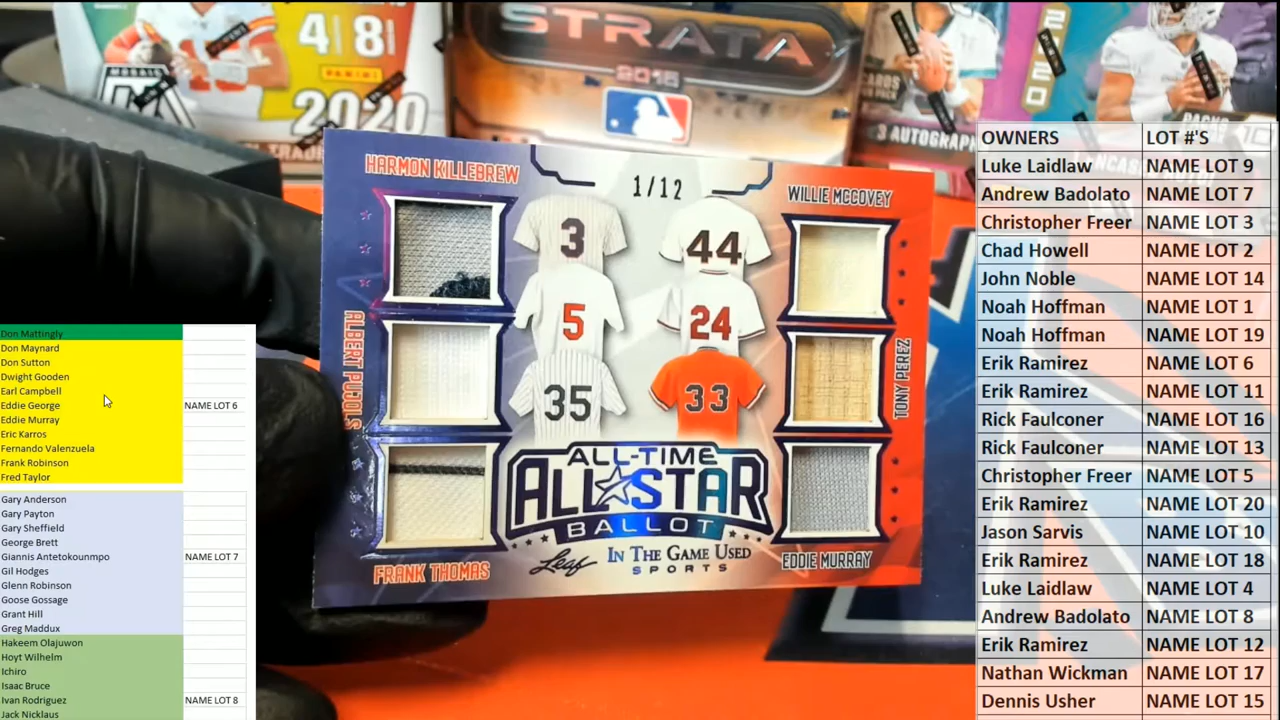 4 8
PANINI
MOSAIC
2020
STRATA
2015
2020
AUTOGRAPH
HARMON KILLEBREW
1/12
WILLIE MCCOVEY
3
44
5
24
35
33
ALBERT PUJOLS
TONY PEREZ
ALL-TIME
ALL STAR
BALLOT
Leaf
IN THE GAME USED
SPORTS
FRANK THOMAS
EDDIE MURRAY
Don Mattingly
Don Maynard
Don Sutton
Dwight Gooden
Earl Campbell
Eddie George NAME LOT 6
Eddie Murray
Eric Karros
Fernando Valenzuela
Frank Robinson
Fred Taylor
Gary Anderson
Gary Payton
Gary Sheffield
George Brett
Giannis Antetokounmpo NAME LOT 7
Gil Hodges
Glenn Robinson
Goose Gossage
Grant Hill
Greg Maddux
Hakeem Olajuwon
Hoyt Wilhelm
Ichiro
Isaac Bruce
Ivan Rodriguez NAME LOT 8
Jack Nicklaus
OWNERS LOT #'S
Luke Laidlaw NAME LOT 9
Andrew Badolato NAME LOT 7
Christopher Freer NAME LOT 3
Chad Howell NAME LOT 2
John Noble NAME LOT 14
Noah Hoffman NAME LOT 1
Noah Hoffman NAME LOT 19
Erik Ramirez NAME LOT 6
Erik Ramirez NAME LOT 11
Rick Faulconer NAME LOT 16
Rick Faulconer NAME LOT 13
Christopher Freer NAME LOT 5
Erik Ramirez NAME LOT 20
Jason Sarvis NAME LOT 10
Erik Ramirez NAME LOT 18
Luke Laidlaw NAME LOT 4
Andrew Badolato NAME LOT 8
Erik Ramirez NAME LOT 12
Nathan Wickman NAME LOT 17
Dennis Usher NAME LOT 15